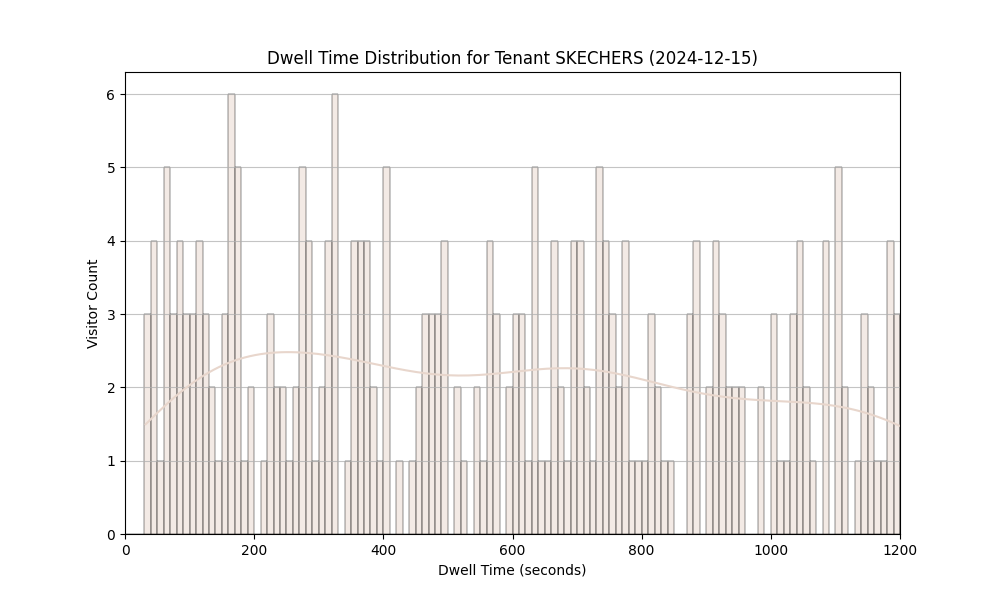 Dwell Time Distribution for Tenant SKECHERS (2024-12-15)
Visitor Count
6
5
4
3
2
1
0
0 200 400 600 800 1000 1200
Dwell Time (seconds)